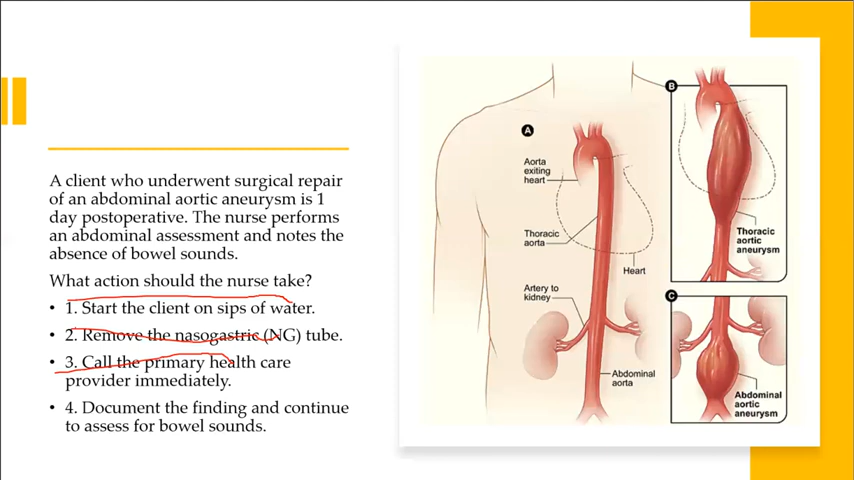 A client who underwent surgical repair
of an abdominal aortic aneurysm is 1
day postoperative. The nurse performs
an abdominal assessment and notes the
absence of bowel sounds.
What action should the nurse take?
• 1. Start the client on sips of water.
• 2. Remove the nasogastric (NG) tube.
• 3. Call the primary health care
provider immediately.
• 4. Document the finding and continue
to assess for bowel sounds.
A
Aorta
exiting
heart
Thoracic
aorta
Heart
Artery to
kidney
Abdominal
aorta
B
Thoracic
aortic
aneurysm
C
Abdominal
aortic
aneurysm